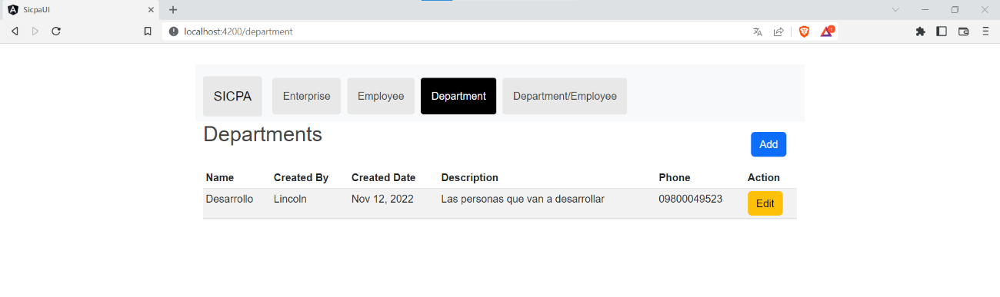 SicpaUI
localhost:4200/department
SICPA Enterprise Employee Department Department/Employee
Departments
Add
Name Created By Created Date Description Phone Action
Desarrollo Lincoln Nov 12, 2022 Las personas que van a desarrollar 09800049523 Edit